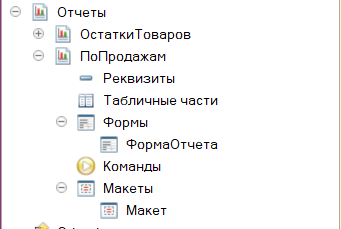 Отчеты
ОстаткиТоваров
ПоПродажам
Реквизиты
Табличные части
Формы
ФормаОтчета
Команды
Макеты
Макет